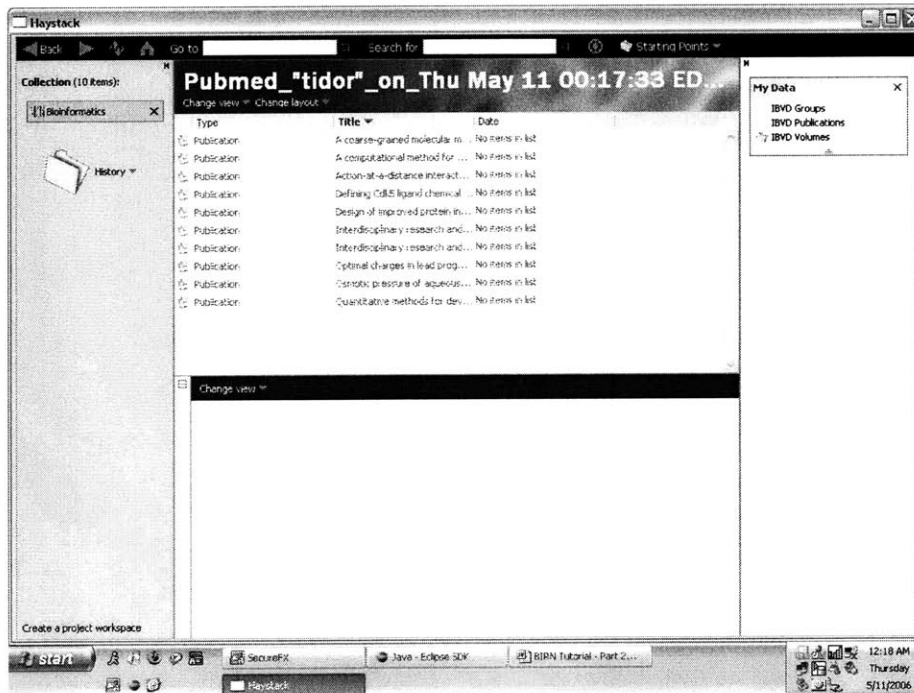 Haystack
Back
Go to
Search for
Starting Points
Collection (10 items):
Bioinformatics
History
Create a project workspace
Pubmed_"tidor"_on_Thu May 11 00:17:33 ED...
Change view Change layout
Type Title Date
Publication A coarse-grained molecular m... No items in list
Publication A computational method for ... No items in list
Publication Action-at-a-distance interact... No items in list
Publication Defining Cdk5 ligand chemical ... No items in list
Publication Design of improved protein in... No items in list
Publication Interdisciplinary research and... No items in list
Publication Interdisciplinary research and... No items in list
Publication Optimal charges in lead prog... No items in list
Publication Osmotic pressure of aqueous... No items in list
Publication Quantitative methods for dev... No items in list
Change view
My Data
IBVD Groups
IBVD Publications
IBVD Volumes
start
SecureFX
Java - Eclipse SDK
BIRN Tutorial - Part 2...
Haystack
12:18 AM
Thursday
5/11/2006